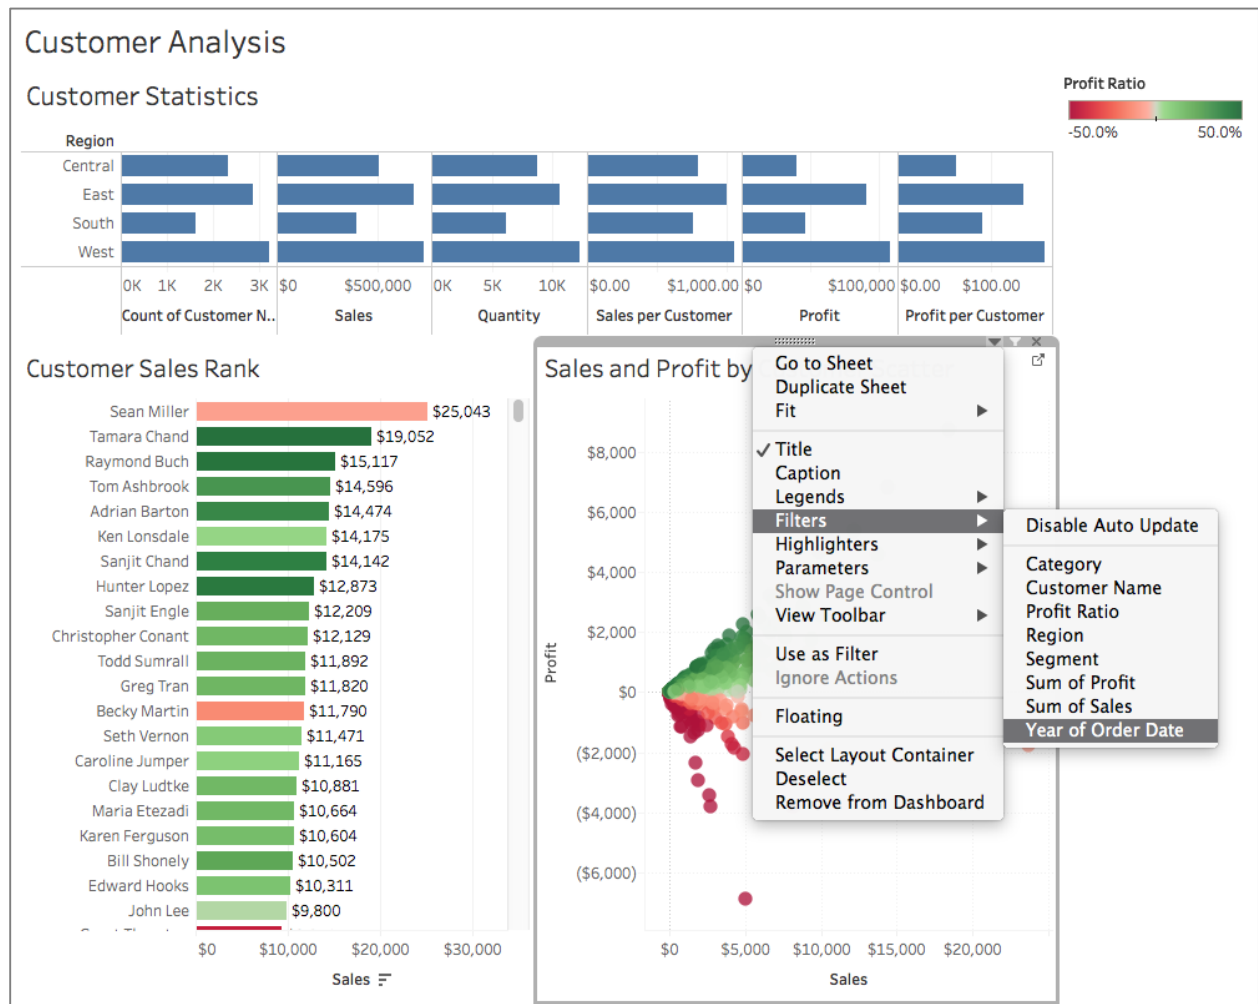 Customer Analysis
Customer Statistics
Profit Ratio
-50.0% 50.0%
Region
Central
East
South
West
0K 1K 2K 3K $0 $500,000 0K 5K 10K $0.00 $1,000.00 $0 $100,000 $0.00 $100.00
Count of Customer N.. Sales Quantity Sales per Customer Profit Profit per Customer
Customer Sales Rank
Sean Miller $25,043
Tamara Chand $19,052
Raymond Buch $15,117
Tom Ashbrook $14,596
Adrian Barton $14,474
Ken Lonsdale $14,175
Sanjit Chand $14,142
Hunter Lopez $12,873
Sanjit Engle $12,209
Christopher Conant $12,129
Todd Sumrall $11,892
Greg Tran $11,820
Becky Martin $11,790
Seth Vernon $11,471
Caroline Jumper $11,165
Clay Ludtke $10,881
Maria Etezadi $10,664
Karen Ferguson $10,604
Bill Shonely $10,502
Edward Hooks $10,311
John Lee $9,800
$0 $10,000 $20,000 $30,000
Sales
Sales and Profit by
$8,000
$6,000
$4,000
$2,000
$0
($2,000)
($4,000)
($6,000)
Profit
$0 $5,000 $10,000 $15,000 $20,000
Sales
Go to Sheet
Duplicate Sheet
Fit
✓ Title
Caption
Legends
Filters
Highlighters
Parameters
Show Page Control
View Toolbar
Use as Filter
Ignore Actions
Floating
Select Layout Container
Deselect
Remove from Dashboard
Disable Auto Update
Category
Customer Name
Profit Ratio
Region
Segment
Sum of Profit
Sum of Sales
Year of Order Date